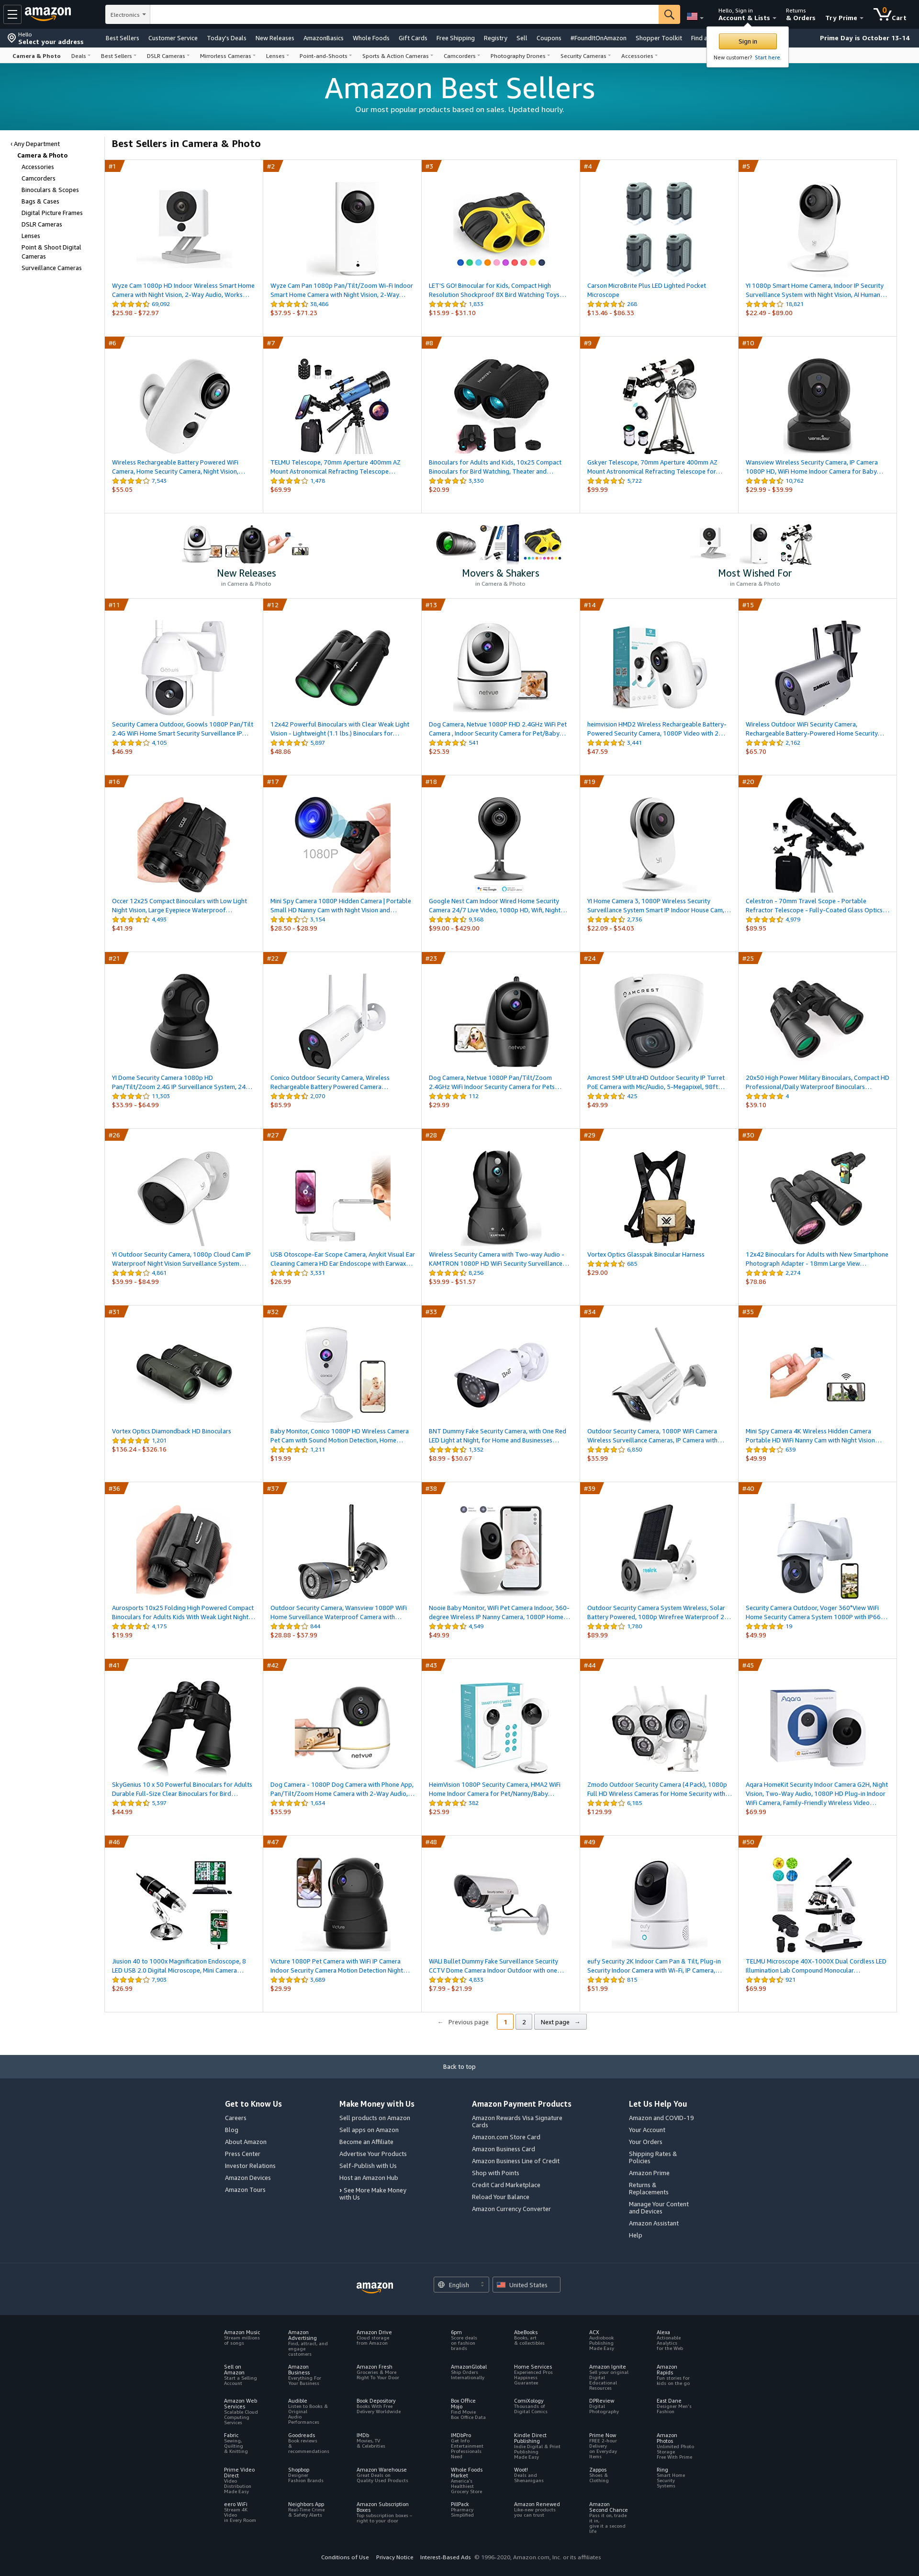 amazon
Electronics
Hello, Sign in
Account & Lists
Returns
& Orders
Try Prime
0
Cart
Hello
Select your address
Best Sellers Customer Service Today's Deals New Releases AmazonBasics Whole Foods Gift Cards Free Shipping Registry Sell Coupons #FoundItOnAmazon Shopper Toolkit Find a
Prime Day is October 13-14
Sign in
New customer? Start here.
Camera & Photo Deals Best Sellers DSLR Cameras Mirrorless Cameras Lenses Point-and-Shoots Sports & Action Cameras Camcorders Photography Drones Security Cameras Accessories
Amazon Best Sellers
Our most popular products based on sales. Updated hourly.
‹ Any Department
Camera & Photo
Accessories
Camcorders
Binoculars & Scopes
Bags & Cases
Digital Picture Frames
DSLR Cameras
Lenses
Point & Shoot Digital
Cameras
Surveillance Cameras
Best Sellers in Camera & Photo
#1
Wyze Cam 1080p HD Indoor Wireless Smart Home
Camera with Night Vision, 2-Way Audio, Works…
69,092
$25.98 - $72.97
#2
Wyze Cam Pan 1080p Pan/Tilt/Zoom Wi-Fi Indoor
Smart Home Camera with Night Vision, 2-Way…
38,486
$37.95 - $71.23
#3
LET'S GO! Binocular for Kids, Compact High
Resolution Shockproof 8X Bird Watching Toys…
1,833
$15.99 - $31.10
#4
Carson MicroBrite Plus LED Lighted Pocket
Microscope
268
$13.46 - $86.33
#5
YI 1080p Smart Home Camera, Indoor IP Security
Surveillance System with Night Vision, AI Human…
18,821
$22.49 - $89.00
#6
Wireless Rechargeable Battery Powered WiFi
Camera, Home Security Camera, Night Vision,…
7,543
$55.05
#7
TELMU Telescope, 70mm Aperture 400mm AZ
Mount Astronomical Refracting Telescope…
1,478
$69.99
#8
Binoculars for Adults and Kids, 10x25 Compact
Binoculars for Bird Watching, Theater and…
3,330
$20.99
#9
Gskyer Telescope, 70mm Aperture 400mm AZ
Mount Astronomical Refracting Telescope for…
5,722
$99.99
#10
Wansview Wireless Security Camera, IP Camera
1080P HD, WiFi Home Indoor Camera for Baby…
10,762
$29.99 - $39.99
New Releases
in Camera & Photo
Movers & Shakers
in Camera & Photo
Most Wished For
in Camera & Photo
#11
Security Camera Outdoor, Goowls 1080P Pan/Tilt
2.4G WiFi Home Smart Security Surveillance IP…
4,105
$46.99
#12
12x42 Powerful Binoculars with Clear Weak Light
Vision - Lightweight (1.1 lbs.) Binoculars for…
5,897
$48.86
#13
netvue
Dog Camera, Netvue 1080P FHD 2.4GHz WiFi Pet
Camera , Indoor Security Camera for Pet/Baby…
541
$25.39
#14
heimvision HMD2 Wireless Rechargeable Battery-
Powered Security Camera, 1080P Video with 2…
3,441
$47.59
#15
Wireless Outdoor WiFi Security Camera,
Rechargeable Battery-Powered Home Security…
2,162
$65.70
#16
Occer 12x25 Compact Binoculars with Low Light
Night Vision, Large Eyepiece Waterproof…
4,493
$41.99
#17
1080P
Mini Spy Camera 1080P Hidden Camera | Portable
Small HD Nanny Cam with Night Vision and…
3,154
$28.50 - $28.99
#18
Google Nest Cam Indoor Wired Home Security
Camera 24/7 Live Video, 1080p HD, Wifi, Night…
9,368
$99.00 - $429.00
#19
YI Home Camera 3, 1080P Wireless Security
Surveillance System Smart IP Indoor House Cam,…
2,736
$22.09 - $54.03
#20
Celestron - 70mm Travel Scope - Portable
Refractor Telescope - Fully-Coated Glass Optics…
4,979
$89.95
#21
YI Dome Security Camera 1080p HD
Pan/Tilt/Zoom 2.4G IP Surveillance System, 24…
11,303
$33.99 - $64.99
#22
Conico Outdoor Security Camera, Wireless
Rechargeable Battery Powered Camera…
2,070
$85.99
#23
netvue
Dog Camera, Netvue 1080P Pan/Tilt/Zoom
2.4GHz WiFi Indoor Security Camera for Pets…
112
$29.99
#24
AMCREST
Amcrest 5MP UltraHD Outdoor Security IP Turret
PoE Camera with Mic/Audio, 5-Megapixel, 98ft…
425
$49.99
#25
20x50 High Power Military Binoculars, Compact HD
Professional/Daily Waterproof Binoculars…
4
$39.10
#26
YI Outdoor Security Camera, 1080p Cloud Cam IP
Waterproof Night Vision Surveillance System…
4,861
$39.99 - $84.99
#27
USB Otoscope-Ear Scope Camera, Anykit Visual Ear
Cleaning Camera HD Ear Endoscope with Earwax…
3,331
$26.99
#28
Wireless Security Camera with Two-way Audio -
KAMTRON 1080P HD WiFi Security Surveillance…
8,256
$39.99 - $51.57
#29
Vortex Optics Glasspak Binocular Harness
685
$29.00
#30
12x42 Binoculars for Adults with New Smartphone
Photograph Adapter - 18mm Large View…
2,274
$78.86
#31
Vortex Optics Diamondback HD Binoculars
1,201
$136.24 - $326.16
#32
Baby Monitor, Conico 1080P HD Wireless Camera
Pet Cam with Sound Motion Detection, Home…
1,211
$19.99
#33
BNT
BNT Dummy Fake Security Camera, with One Red
LED Light at Night, for Home and Businesses…
1,352
$8.99 - $30.67
#34
Outdoor Security Camera, 1080P WiFi Camera
Wireless Surveillance Cameras, IP Camera with…
6,850
$35.99
#35
Mini Spy Camera 4K Wireless Hidden Camera
Portable HD WiFi Nanny Cam with Night Vision…
639
$49.99
#36
Aurosports 10x25 Folding High Powered Compact
Binoculars for Adults Kids With Weak Light Night…
4,175
$19.99
#37
Outdoor Security Camera, Wansview 1080P WiFi
Home Surveillance Waterproof Camera with…
844
$28.88 - $37.99
#38
Nooie Baby Monitor, WiFi Pet Camera Indoor, 360-
degree Wireless IP Nanny Camera, 1080P Home…
4,549
$49.99
#39
reolink
Outdoor Security Camera System Wireless, Solar
Battery Powered, 1080p Wirefree Waterproof 2…
1,780
$89.99
#40
Security Camera Outdoor, Voger 360°View WiFi
Home Security Camera System 1080P with IP66…
19
$49.99
#41
SkyGenius 10 x 50 Powerful Binoculars for Adults
Durable Full-Size Clear Binoculars for Bird…
5,397
$44.99
#42
netvue
Dog Camera - 1080P Dog Camera with Phone App,
Pan/Tilt/Zoom Home Camera with 2-Way Audio,…
1,634
$35.99
#43
HeimVision 1080P Security Camera, HMA2 WiFi
Home Indoor Camera for Pet/Nanny/Baby…
382
$25.99
#44
Zmodo Outdoor Security Camera (4 Pack), 1080p
Full HD Wireless Cameras for Home Security with…
6,185
$129.99
#45
Aqara
Aqara HomeKit Security Indoor Camera G2H, Night
Vision, Two-Way Audio, 1080P HD Plug-in Indoor
WiFi Camera, Family-Friendly Wireless Video…
$69.99
#46
Jiusion 40 to 1000x Magnification Endoscope, 8
LED USB 2.0 Digital Microscope, Mini Camera…
7,905
$26.99
#47
Victure 1080P Pet Camera with WiFi IP Camera
Indoor Security Camera Motion Detection Night…
3,689
$29.99
#48
WALI Bullet Dummy Fake Surveillance Security
CCTV Dome Camera Indoor Outdoor with one…
4,833
$7.99 - $21.99
#49
eufy
eufy Security 2K Indoor Cam Pan & Tilt, Plug-in
Security Indoor Camera with Wi-Fi, IP Camera,…
815
$51.99
#50
TELMU Microscope 40X-1000X Dual Cordless LED
Illumination Lab Compound Monocular…
921
$69.99
← Previous page 1 2 Next page →
Back to top
Get to Know Us
Careers
Blog
About Amazon
Press Center
Investor Relations
Amazon Devices
Amazon Tours
Make Money with Us
Sell products on Amazon
Sell apps on Amazon
Become an Affiliate
Advertise Your Products
Self-Publish with Us
Host an Amazon Hub
› See More Make Money
with Us
Amazon Payment Products
Amazon Rewards Visa Signature
Cards
Amazon.com Store Card
Amazon Business Card
Amazon Business Line of Credit
Shop with Points
Credit Card Marketplace
Reload Your Balance
Amazon Currency Converter
Let Us Help You
Amazon and COVID-19
Your Account
Your Orders
Shipping Rates &
Policies
Amazon Prime
Returns &
Replacements
Manage Your Content
and Devices
Amazon Assistant
Help
amazon
English
United States
Amazon Music
Stream millions
of songs
Amazon
Advertising
Find, attract, and
engage
customers
Amazon Drive
Cloud storage
from Amazon
6pm
Score deals
on fashion
brands
AbeBooks
Books, art
& collectibles
ACX
Audiobook
Publishing
Made Easy
Alexa
Actionable
Analytics
for the Web
Sell on
Amazon
Start a Selling
Account
Amazon
Business
Everything For
Your Business
Amazon Fresh
Groceries & More
Right To Your Door
AmazonGlobal
Ship Orders
Internationally
Home Services
Experienced Pros
Happiness
Guarantee
Amazon Ignite
Sell your original
Digital
Educational
Resources
Amazon
Rapids
Fun stories for
kids on the go
Amazon Web
Services
Scalable Cloud
Computing
Services
Audible
Listen to Books &
Original
Audio
Performances
Book Depository
Books With Free
Delivery Worldwide
Box Office
Mojo
Find Movie
Box Office Data
ComiXology
Thousands of
Digital Comics
DPReview
Digital
Photography
East Dane
Designer Men's
Fashion
Fabric
Sewing,
Quilting
& Knitting
Goodreads
Book reviews
&
recommendations
IMDb
Movies, TV
& Celebrities
IMDbPro
Get Info
Entertainment
Professionals
Need
Kindle Direct
Publishing
Indie Digital & Print
Publishing
Made Easy
Prime Now
FREE 2-hour
Delivery
on Everyday
Items
Amazon
Photos
Unlimited Photo
Storage
Free With Prime
Prime Video
Direct
Video
Distribution
Made Easy
Shopbop
Designer
Fashion Brands
Amazon Warehouse
Great Deals on
Quality Used Products
Whole Foods
Market
America's
Healthiest
Grocery Store
Woot!
Deals and
Shenanigans
Zappos
Shoes &
Clothing
Ring
Smart Home
Security
Systems
eero WiFi
Stream 4K
Video
in Every Room
Neighbors App
Real-Time Crime
& Safety Alerts
Amazon Subscription
Boxes
Top subscription boxes –
right to your door
PillPack
Pharmacy
Simplified
Amazon Renewed
Like-new products
you can trust
Amazon
Second Chance
Pass it on, trade
it in,
give it a second
life
Conditions of Use Privacy Notice Interest-Based Ads © 1996-2020, Amazon.com, Inc. or its affiliates